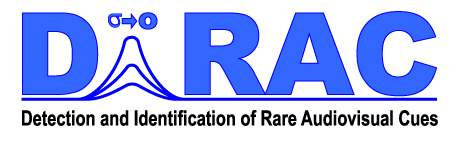 σ→o
DIRAC
Detection and Identification of Rare Audiovisual Cues